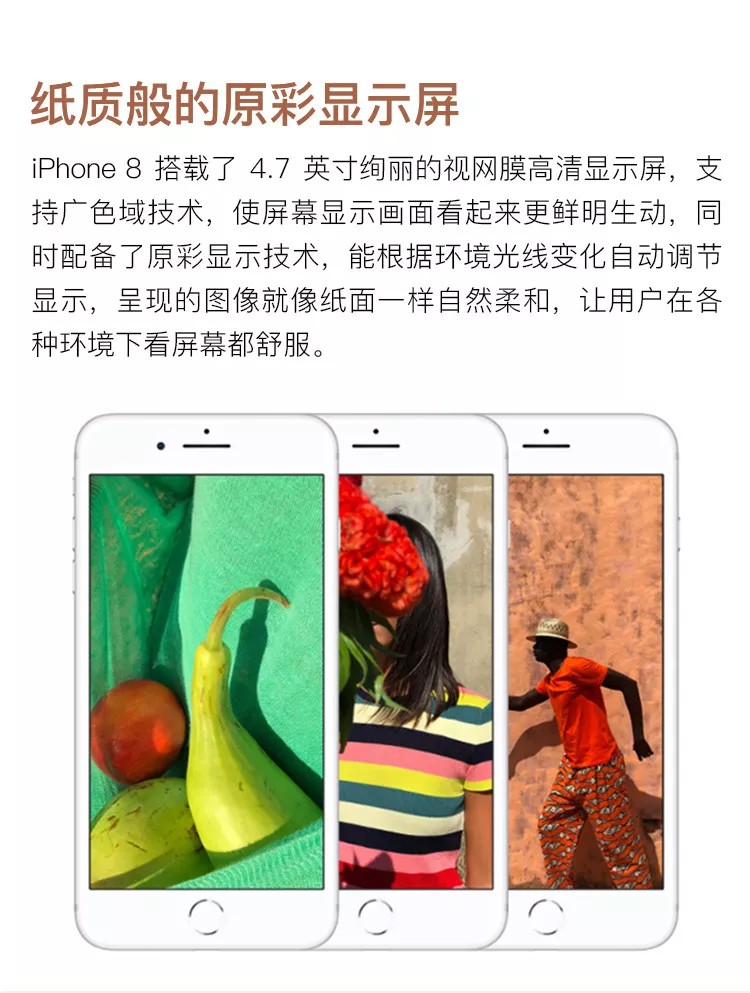 纸质般的原彩显示屏
iPhone 8 搭载了 4.7 英寸绚丽的视网膜高清显示屏，支
持广色域技术，使屏幕显示画面看起来更鲜明生动，同
时配备了原彩显示技术，能根据环境光线变化自动调节
显示，呈现的图像就像纸面一样自然柔和，让用户在各
种环境下看屏幕都舒服。